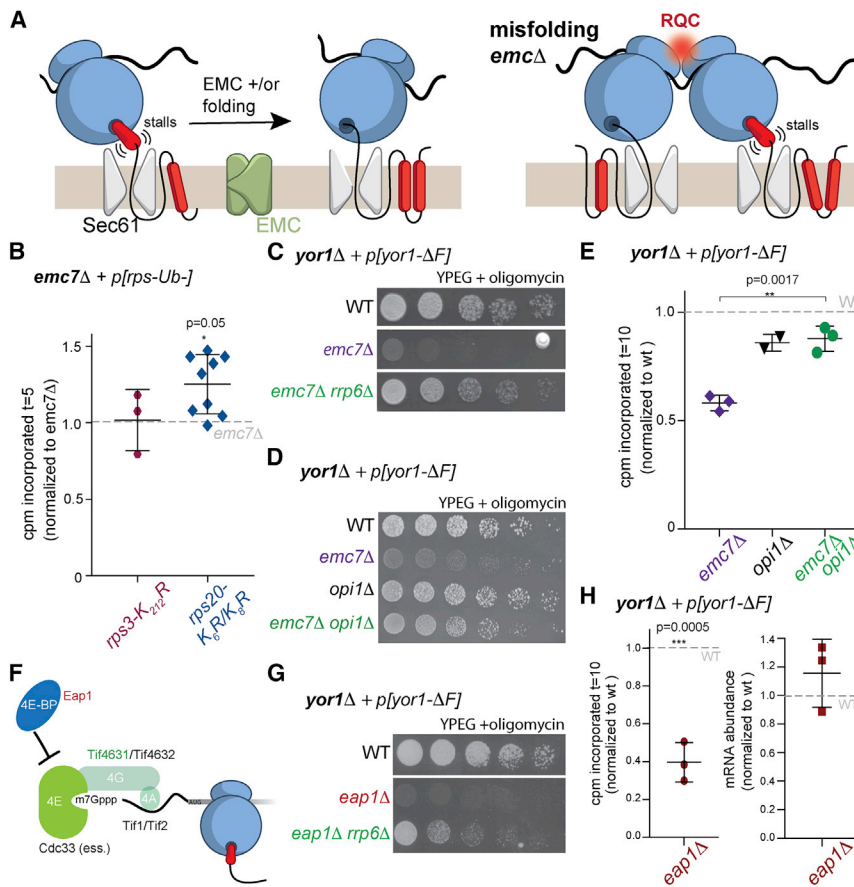 A
stalls
EMC +/or
folding
Sec61
EMC
misfolding
emcΔ
RQC
stalls
B
emc7Δ + p[rps-Ub-]
p=0.05
*
cpm incorporated t=5
(normalized to emc7Δ)
1.5
1.0
1.0
0
emc7Δ
rps3-K212R
rps20-
K6R/K8R
C
yor1Δ + p[yor1-ΔF]
YPEG + oligomycin
WT
emc7Δ
emc7Δ rrp6Δ
D
yor1Δ + p[yor1-ΔF]
YPEG + oligomycin
WT
emc7Δ
opi1Δ
emc7Δ opi1Δ
E
yor1Δ + p[yor1-ΔF]
p=0.0017
**
cpm incorporated t=10
(normalized to wt)
1.0
0.5
0
W
emc7Δ
opi1Δ
emc7Δ
opi1Δ
F
4E-BP
Eap1
Tif4631/Tif4632
4G
4E
m7Gppp
4A
AUG
Tif1/Tif2
Cdc33 (ess.)
G
yor1Δ + p[yor1-ΔF]
YPEG +oligomycin
WT
eap1Δ
eap1Δ rrp6Δ
H
yor1Δ + p[yor1-ΔF]
p=0.0005
***
WT
cpm incorporated t=10
(normalized to wt)
1.0
0.8
0.6
0.4
0.2
0.0
eap1Δ
mRNA abundance
(normalized to wt)
1.4
1.2
1.0
0.8
0.6
0.4
0.2
0.0
WT
eap1Δ